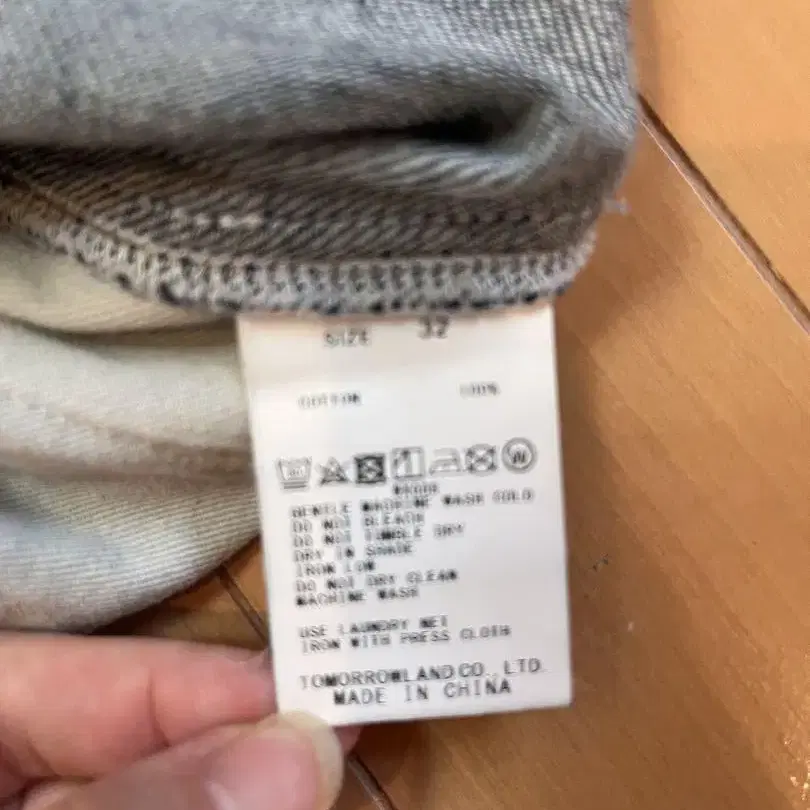 SIZE 32
COTTON 100%
W
GENTLE MACHINE WASH COLD
DO NOT BLEACH
DO NOT TUMBLE DRY
DRY IN SHADE
IRON LOW
DO NOT DRY CLEAN
MACHINE WASH
USE LAUNDRY NET
IRON WITH PRESS CLOTH
TOMORROWLAND CO., LTD.
MADE IN CHINA